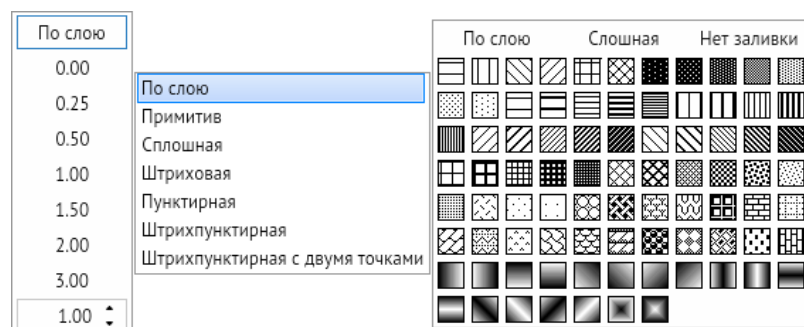 По слою
0.00
0.25
0.50
1.00
1.50
2.00
3.00
1.00
По слою
Примитив
Сплошная
Штриховая
Пунктирная
Штрихпунктирная
Штрихпунктирная с двумя точками
По слою Слошная Нет заливки